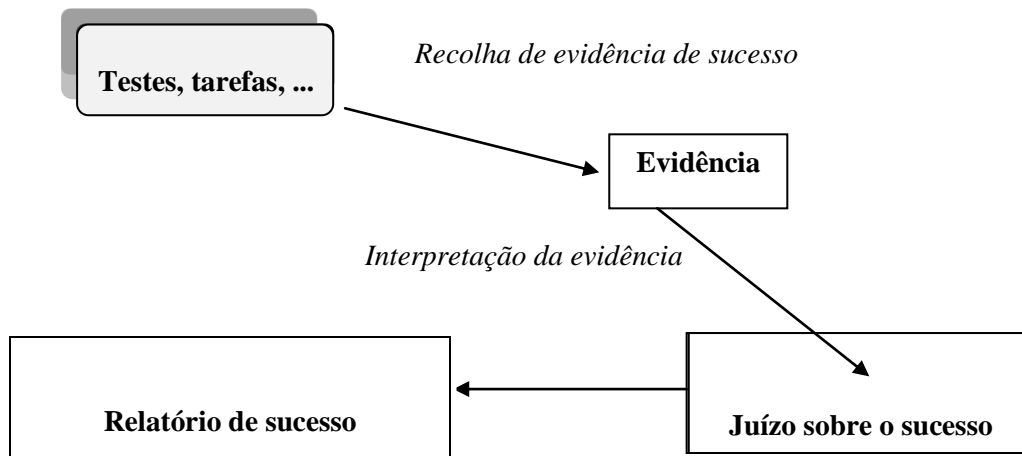 Recolha de evidência de sucesso
Testes, tarefas, ...
Evidência
Interpretação da evidência
Relatório de sucesso
Juízo sobre o sucesso